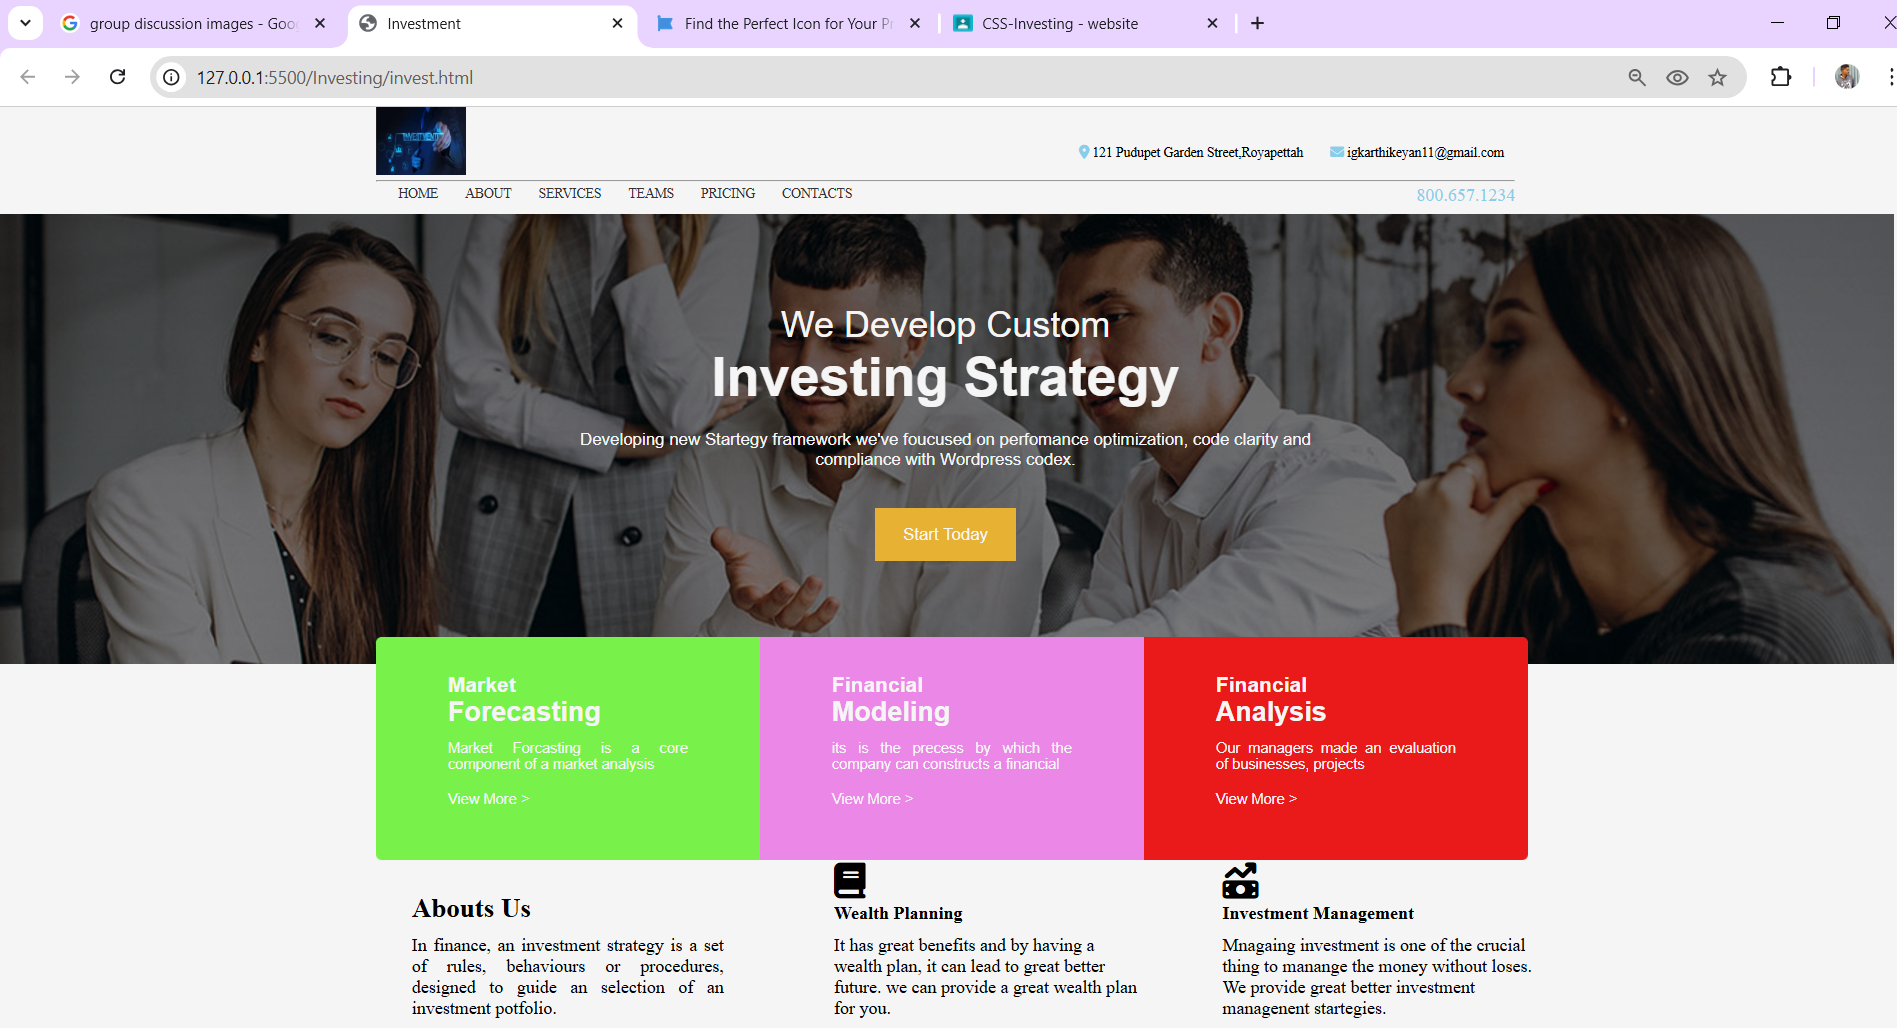 group discussion images - Goo
Investment
Find the Perfect Icon for Your Pr
CSS-Investing - website
127.0.0.1:5500/Investing/invest.html
INVESTMENT
121 Pudupet Garden Street,Royapettah
igkarthikeyan11@gmail.com
HOME ABOUT SERVICES TEAMS PRICING CONTACTS
800.657.1234
We Develop Custom
Investing Strategy
Developing new Startegy framework we've foucused on perfomance optimization, code clarity and
compliance with Wordpress codex.
Start Today
Market
Forecasting
Market Forcasting is a core
component of a market analysis
View More >
Financial
Modeling
its is the precess by which the
company can constructs a financial
View More >
Financial
Analysis
Our managers made an evaluation
of businesses, projects
View More >
Abouts Us
In finance, an investment strategy is a set
of rules, behaviours or procedures,
designed to guide an selection of an
investment potfolio.
Wealth Planning
It has great benefits and by having a
wealth plan, it can lead to great better
future. we can provide a great wealth plan
for you.
Investment Management
Mnagaing investment is one of the crucial
thing to manange the money without loses.
We provide great better investment
managenent startegies.